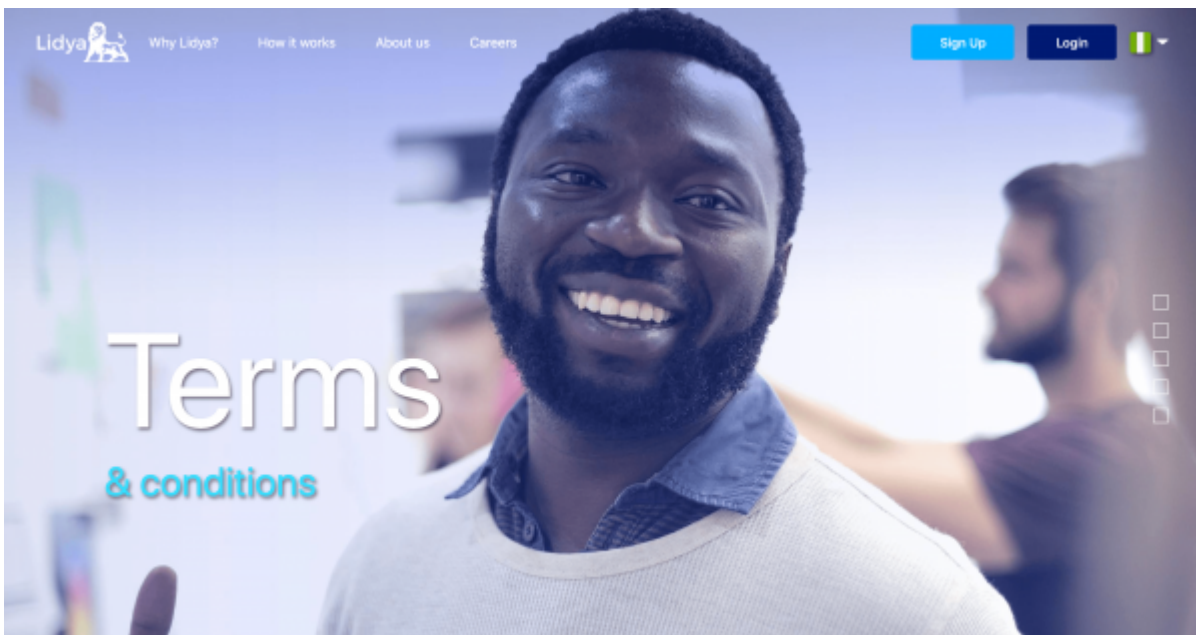 Lidya
Why Lidya?
How it works
About us
Careers
Sign Up
Login
Terms
& conditions